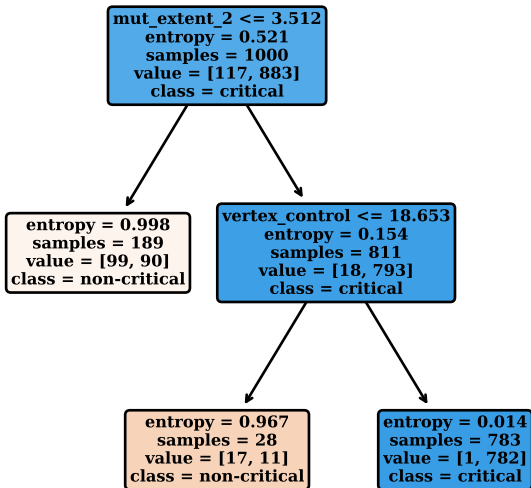 mut_extent_2 <= 3.512
entropy = 0.521
samples = 1000
value = [117, 883]
class = critical
entropy = 0.998
samples = 189
value = [99, 90]
class = non-critical
vertex_control <= 18.653
entropy = 0.154
samples = 811
value = [18, 793]
class = critical
entropy = 0.967
samples = 28
value = [17, 11]
class = non-critical
entropy = 0.014
samples = 783
value = [1, 782]
class = critical